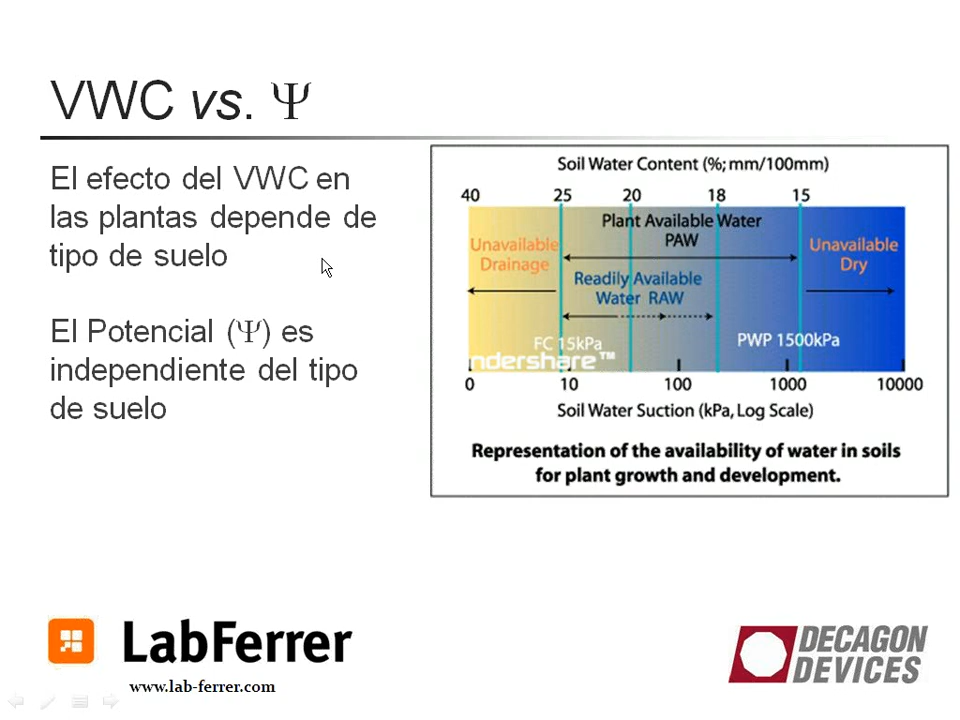 VWC vs. Ψ
El efecto del VWC en
las plantas depende de
tipo de suelo
El Potencial (Ψ) es
independiente del tipo
de suelo
Soil Water Content (%; mm/100mm)
40 25 20 18 15
Plant Available Water
PAW
Unavailable
Drainage
Unavailable
Dry
Readily Available
Water RAW
FC 15kPa
PWP 1500kPa
ndershare™
0 10 100 1000 10000
Soil Water Suction (kPa, Log Scale)
Representation of the availability of water in soils
for plant growth and development.
LabFerrer
www.lab-ferrer.com
DECAGON
DEVICES